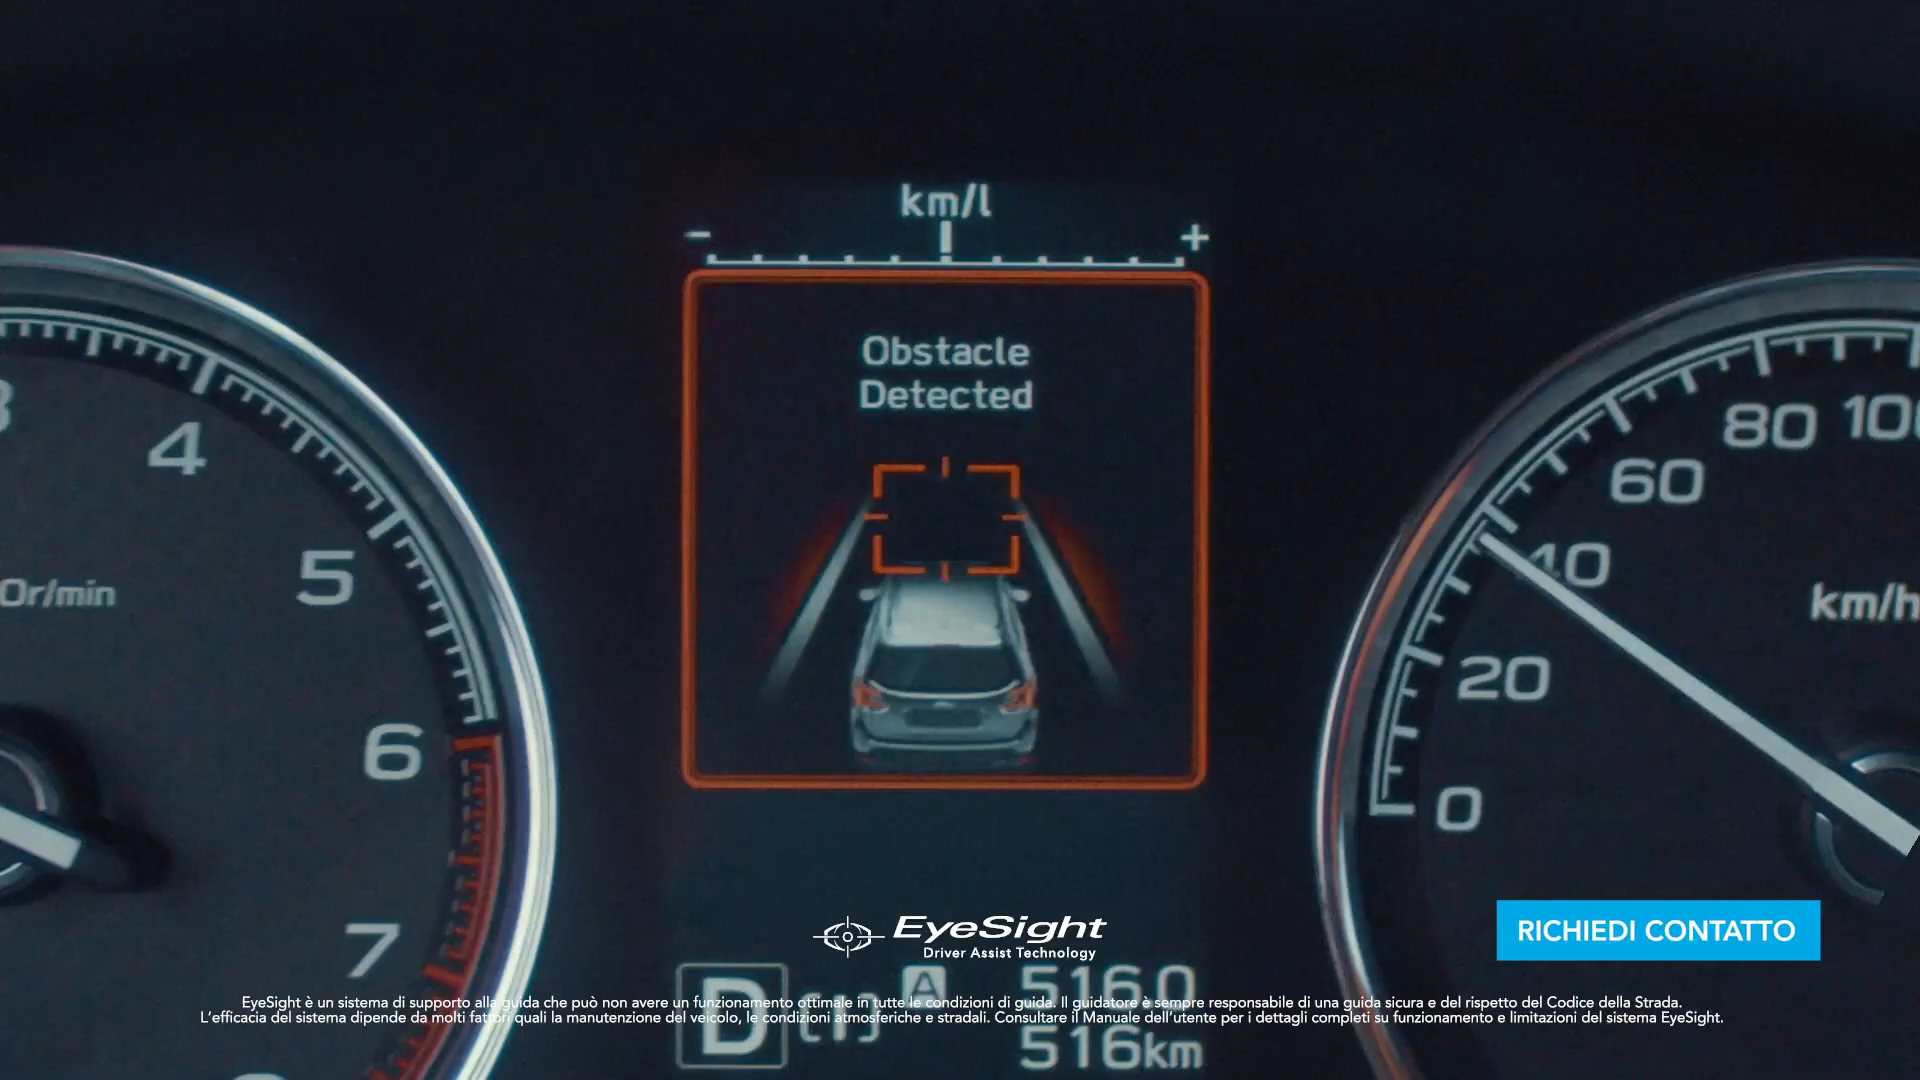 km/l
- +
Obstacle
Detected
4
5
6
7
0r/min
100
80
60
40
20
0
km/h
EyeSight
Driver Assist Technology
RICHIEDI CONTATTO
D
A
516.0
516km
EyeSight è un sistema di supporto alla guida che può non avere un funzionamento ottimale in tutte le condizioni di guida. Il guidatore è sempre responsabile di una guida sicura e del rispetto del Codice della Strada.
L'efficacia del sistema dipende da molti fattori quali la manutenzione del veicolo, le condizioni atmosferiche e stradali. Consultare il Manuale dell'utente per i dettagli completi su funzionamento e limitazioni del sistema EyeSight.